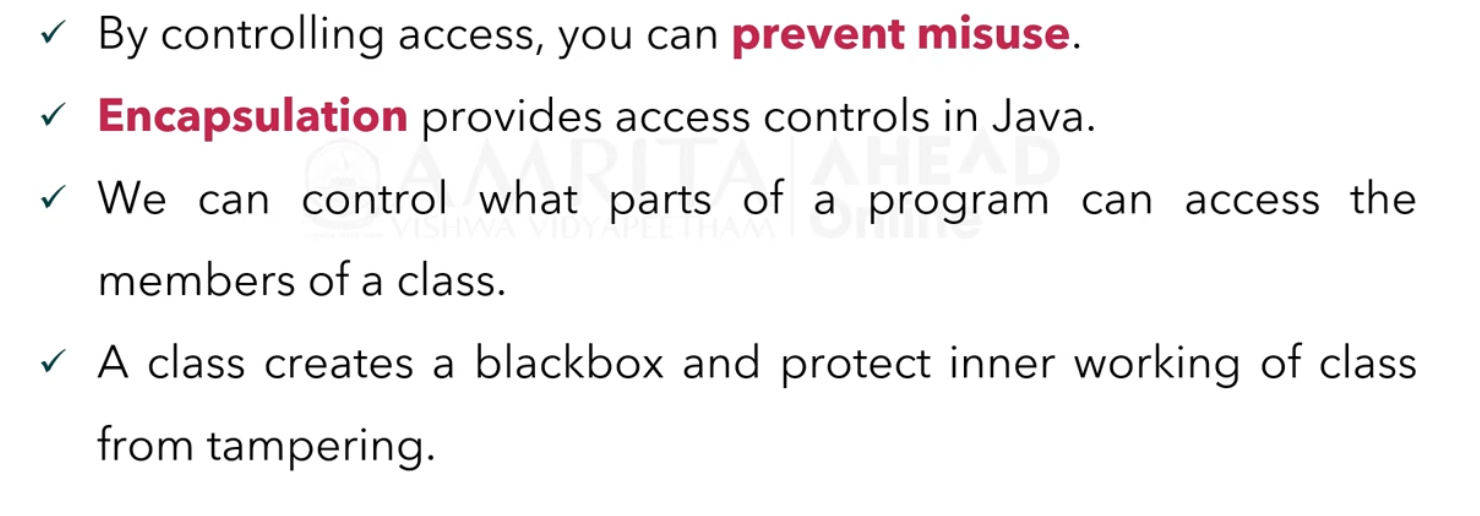 ✓ By controlling access, you can prevent misuse.
✓ Encapsulation provides access controls in Java.
AMRITA AHEAD
✓ We can control what parts of a program can access the
VISHWA VIDYAPEETHAM Online
members of a class.
✓ A class creates a blackbox and protect inner working of class
from tampering.